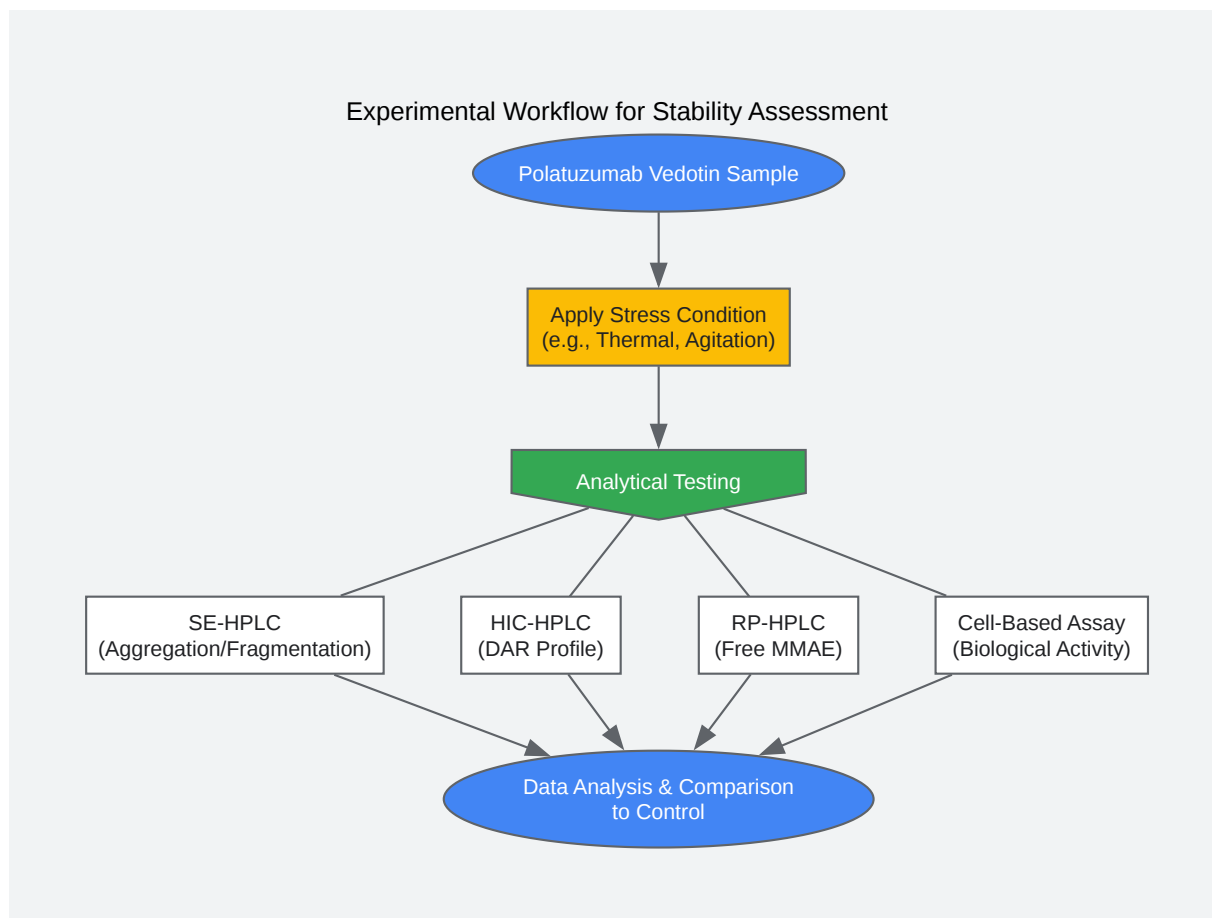 Experimental Workflow for Stability Assessment
Polatuzumab Vedotin Sample
Apply Stress Condition
(e.g., Thermal, Agitation)
Analytical Testing
SE-HPLC
(Aggregation/Fragmentation)
HIC-HPLC
(DAR Profile)
RP-HPLC
(Free MMAE)
Cell-Based Assay
(Biological Activity)
Data Analysis & Comparison
to Control